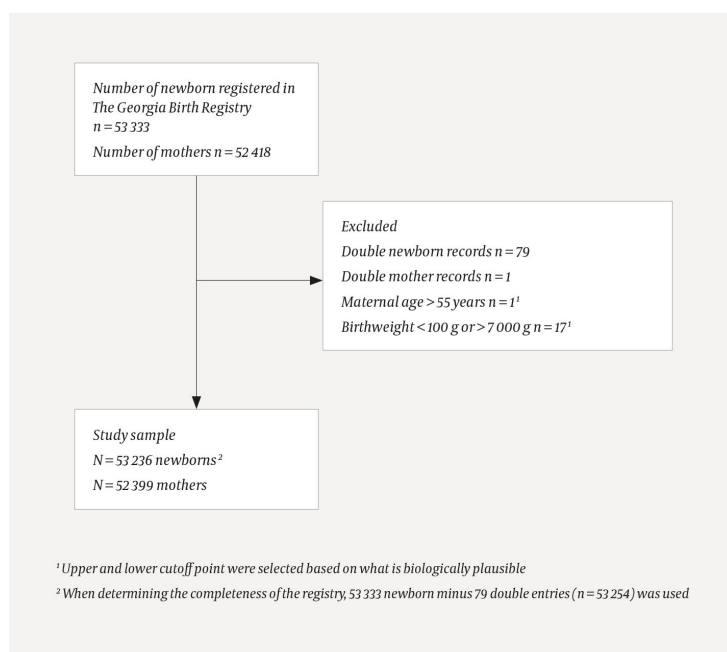 Number of newborn registered in
The Georgia Birth Registry
n = 53 333
Number of mothers n = 52 418
Excluded
Double newborn records n = 79
Double mother records n = 1
Maternal age > 55 years n = 1¹
Birthweight < 100 g or > 7 000 g n = 17¹
Study sample
N = 53 236 newborns²
N = 52 399 mothers
¹ Upper and lower cutoff point were selected based on what is biologically plausible
² When determining the completeness of the registry, 53 333 newborn minus 79 double entries (n = 53 254) was used